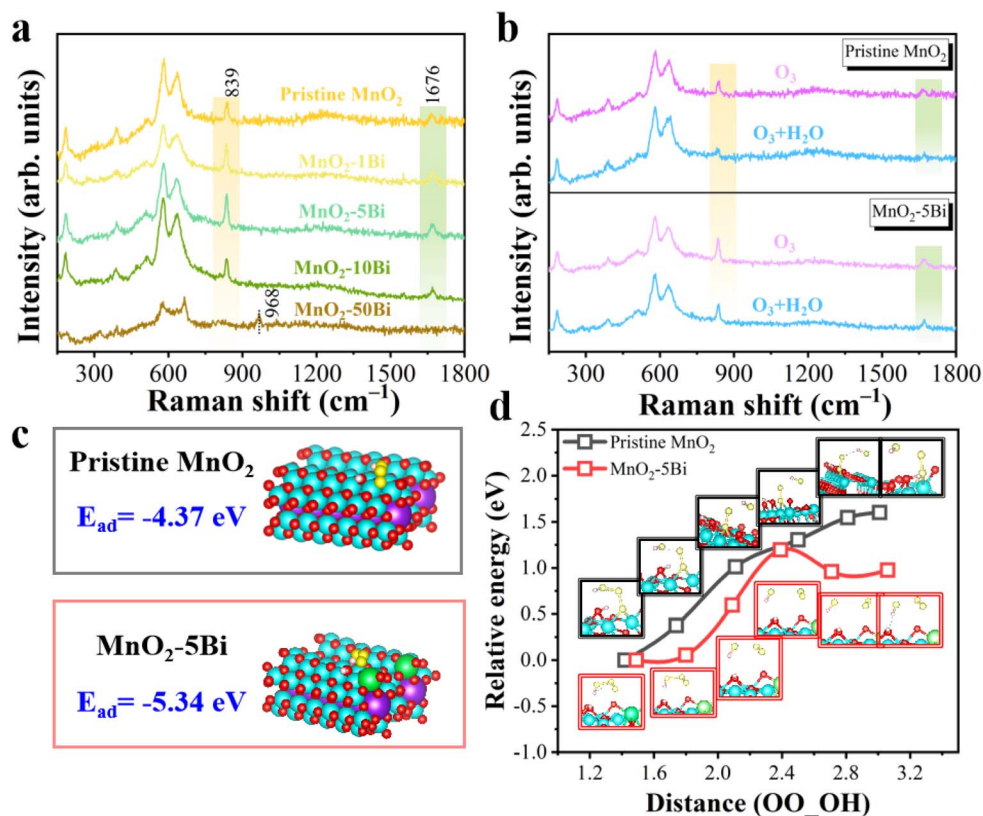 a
Intensity (arb. units)
Pristine MnO₂
MnO₂-1Bi
MnO₂-5Bi
MnO₂-10Bi
MnO₂-50Bi
839
968
1676
300 600 900 1200 1500 1800
Raman shift (cm⁻¹)
b
Intensity (arb. units)
Pristine MnO₂
O₃
O₃+H₂O
MnO₂-5Bi
O₃
O₃+H₂O
300 600 900 1200 1500 1800
Raman shift (cm⁻¹)
c
Pristine MnO₂
E_ad= -4.37 eV
MnO₂-5Bi
E_ad= -5.34 eV
d
Relative energy (eV)
2.5
2.0
1.5
1.0
0.5
0.0
-0.5
-1.0
Pristine MnO₂
MnO₂-5Bi
1.2 1.6 2.0 2.4 2.8 3.2
Distance (OO_OH)